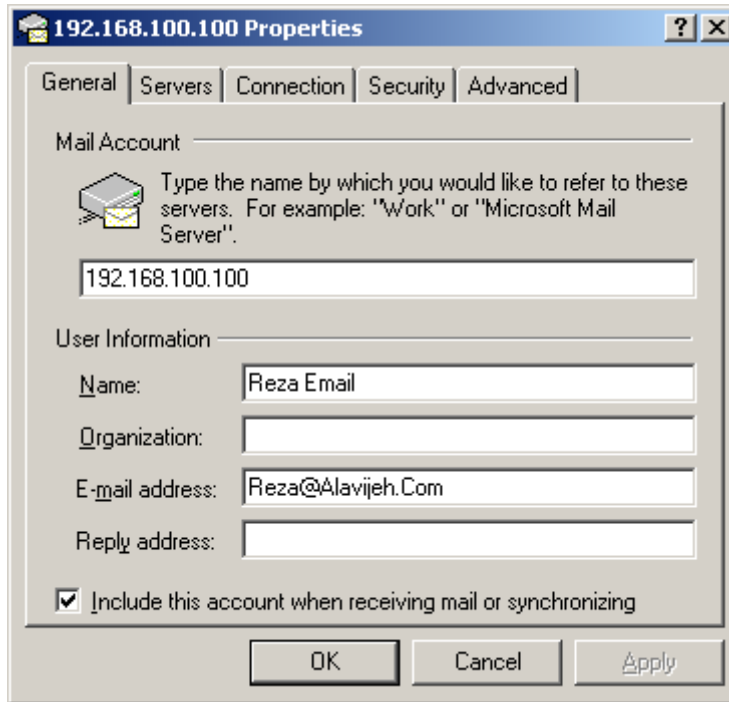 192.168.100.100 Properties
General Servers Connection Security Advanced
Mail Account
Type the name by which you would like to refer to these
servers. For example: "Work" or "Microsoft Mail
Server".
192.168.100.100
User Information
Name: Reza Email
Organization:
E-mail address: Reza@Alavijeh.Com
Reply address:
Include this account when receiving mail or synchronizing
OK Cancel Apply